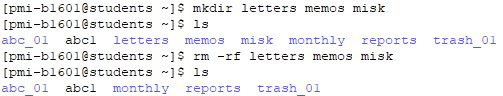 [pmi-b1601@students ~]$ mkdir letters memos misk
[pmi-b1601@students ~]$ ls
abc_01 abc1 letters memos misk monthly reports trash_01
[pmi-b1601@students ~]$ rm -rf letters memos misk
[pmi-b1601@students ~]$ ls
abc_01 abc1 monthly reports trash_01